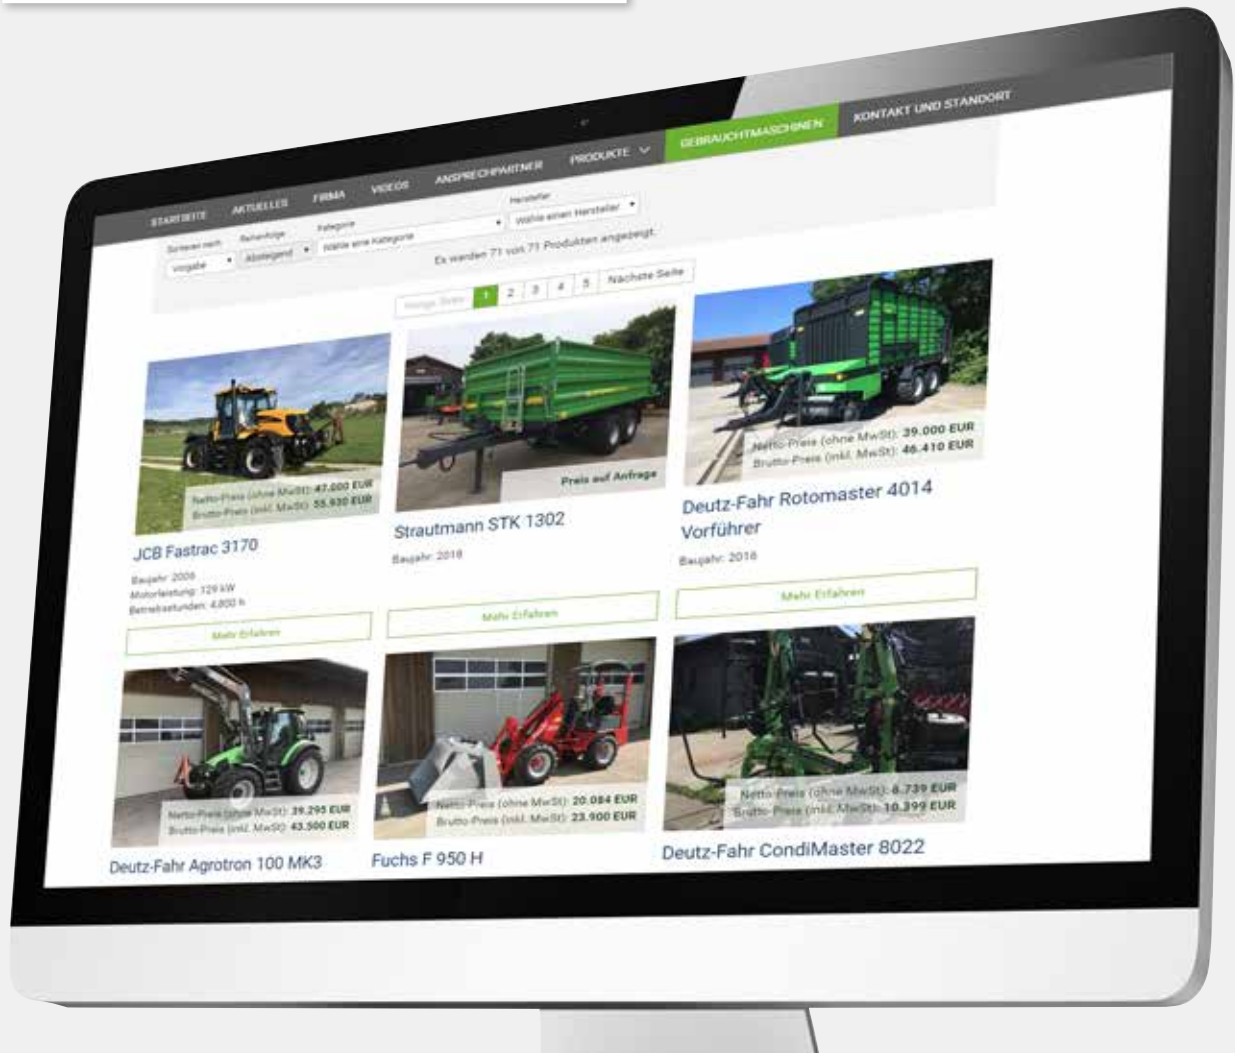 STARTSEITE AKTUELLES FIRMA VIDEOS ANSPRECHPARTNER PRODUKTE GEBRAUCHTMASCHINEN KONTAKT UND STANDORT
Sortieren nach Reihenfolge Kategorie Hersteller
Vorgabe Absteigend Wähle eine Kategorie Wähle einen Hersteller
Es werden 71 von 71 Produkten angezeigt.
1 2 3 4 5 Nächste Seite
Netto-Preis (ohne MwSt): 47.000 EUR
Brutto-Preis (inkl. MwSt): 55.930 EUR
JCB Fastrac 3170
Baujahr: 2006
Motorleistung: 129 kW
Betriebsstunden: 4.800 h
Mehr Erfahren
Preis auf Anfrage
Strautmann STK 1302
Baujahr: 2018
Mehr Erfahren
Netto-Preis (ohne MwSt): 39.000 EUR
Brutto-Preis (inkl. MwSt): 46.410 EUR
Deutz-Fahr Rotomaster 4014
Vorführer
Baujahr: 2016
Mehr Erfahren
Netto-Preis (ohne MwSt): 39.295 EUR
Brutto-Preis (inkl. MwSt): 43.500 EUR
Deutz-Fahr Agrotron 100 MK3
Netto-Preis (ohne MwSt): 20.084 EUR
Brutto-Preis (inkl. MwSt): 23.900 EUR
Fuchs F 950 H
Netto-Preis (ohne MwSt): 8.739 EUR
Brutto-Preis (inkl. MwSt): 10.399 EUR
Deutz-Fahr CondiMaster 8022